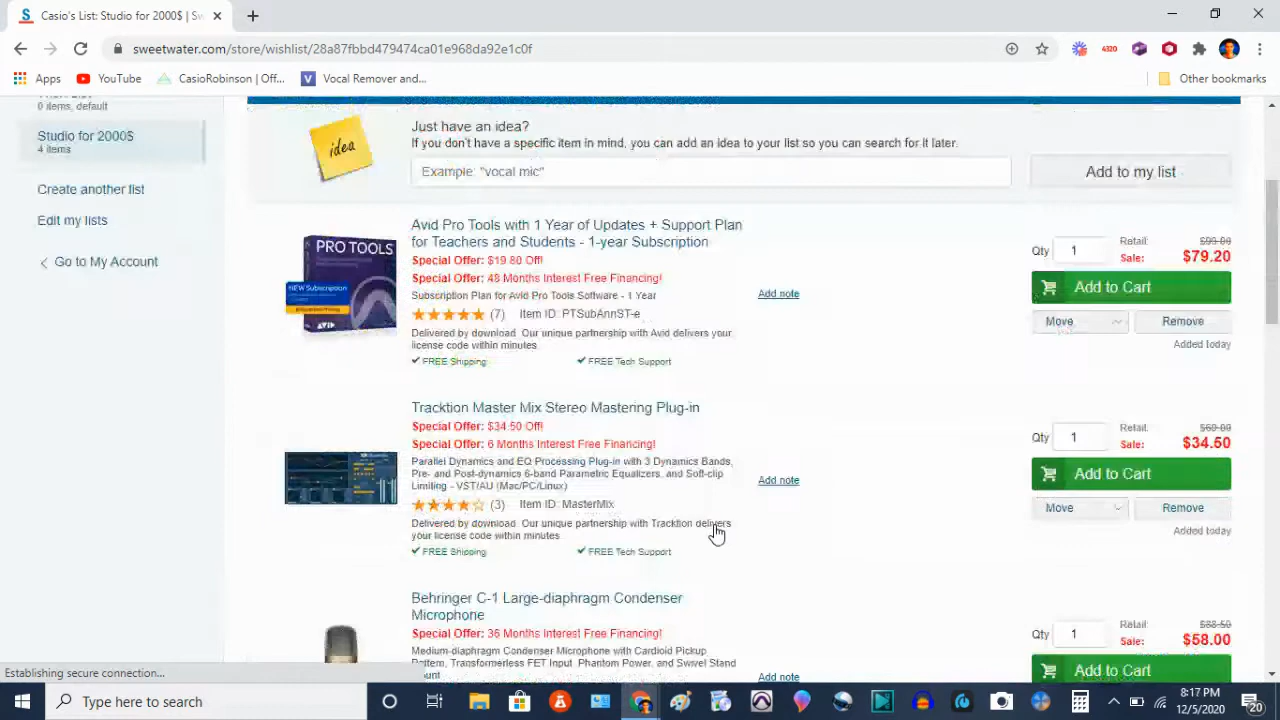 Casio's List: Studio for 2000$ | Sw
sweetwater.com/store/wishlist/28a87fbbd479474ca01e968da92e1c0f
4320
Apps
YouTube
CasioRobinson | Off...
Vocal Remover and...
Other bookmarks
0 items, default
Studio for 2000$
4 items
Create another list
Edit my lists
Go to My Account
idea
Just have an idea?
If you don't have a specific item in mind, you can add an idea to your list so you can search for it later.
Example: "vocal mic"
Add to my list
PRO TOOLS
NEW Subscription
AVID
Avid Pro Tools with 1 Year of Updates + Support Plan
for Teachers and Students - 1-year Subscription
Special Offer: $19.80 Off!
Special Offer: 48 Months Interest Free Financing!
Subscription Plan for Avid Pro Tools Software - 1 Year
(7) Item ID: PTSubAnnST-e
Delivered by download. Our unique partnership with Avid delivers your
license code within minutes.
FREE Shipping
FREE Tech Support
Add note
Qty 1
Retail: $99.00
Sale: $79.20
Add to Cart
Move
Remove
Added today
Tracktion Master Mix Stereo Mastering Plug-in
Special Offer: $34.50 Off!
Special Offer: 6 Months Interest Free Financing!
Parallel Dynamics and EQ Processing Plug-in with 3 Dynamics Bands,
Pre- and Post-dynamics 6-band Parametric Equalizers, and Soft-clip
Limiting - VST/AU (Mac/PC/Linux)
(3) Item ID: MasterMix
Delivered by download. Our unique partnership with Tracktion delivers
your license code within minutes.
FREE Shipping
FREE Tech Support
Add note
Qty 1
Retail: $69.00
Sale: $34.50
Add to Cart
Move
Remove
Added today
Behringer C-1 Large-diaphragm Condenser
Microphone
Special Offer: 36 Months Interest Free Financing!
Medium-diaphragm Condenser Microphone with Cardioid Pickup
Pattern, Transformerless FET Input, Phantom Power, and Swivel Stand
Add note
Qty 1
Retail: $88.50
Sale: $58.00
Add to Cart
Establishing secure connection...
Type here to search
8:17 PM
12/5/2020
20